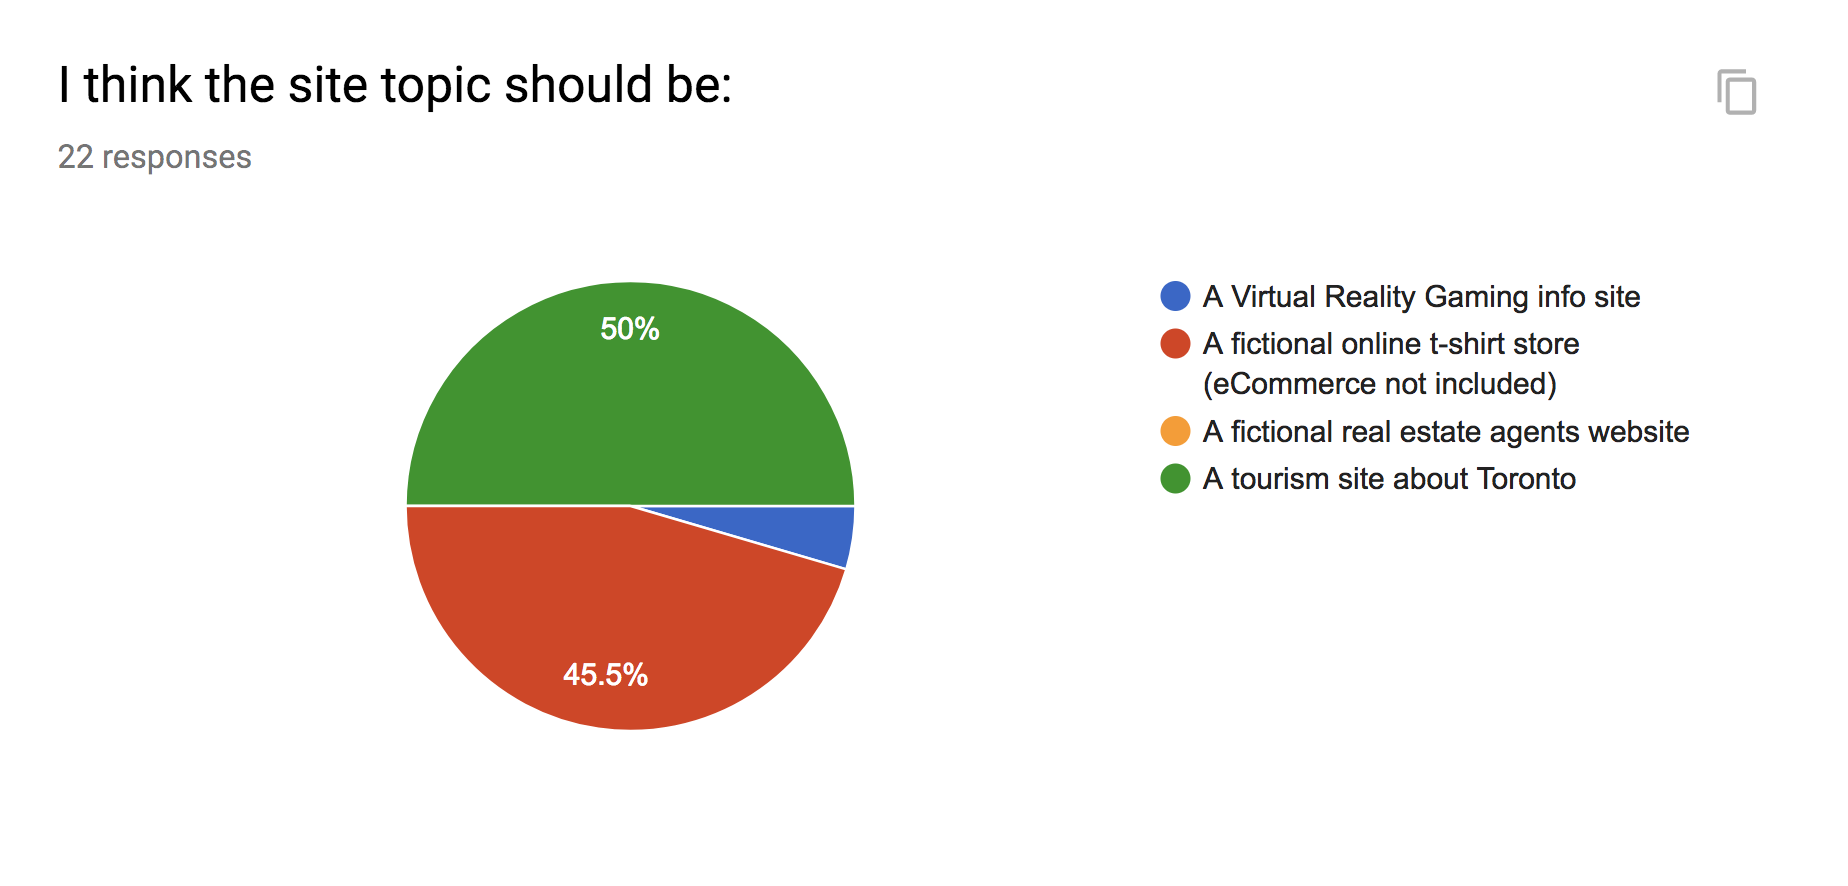 I think the site topic should be:
22 responses
50%
45.5%
A Virtual Reality Gaming info site
A fictional online t-shirt store
(eCommerce not included)
A fictional real estate agents website
A tourism site about Toronto